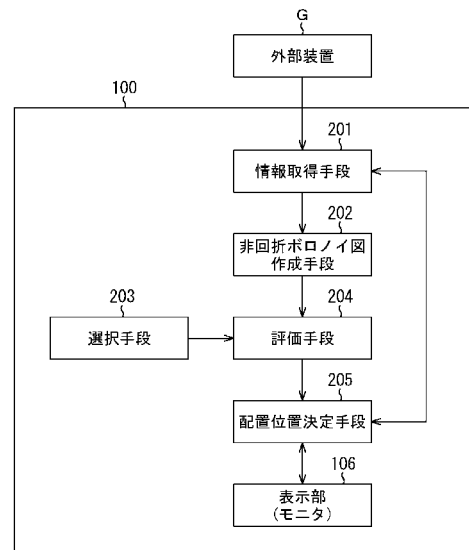 G
外部装置
100
201
情報取得手段
202
非回折ボロノイ図
作成手段
203
選択手段
204
評価手段
205
配置位置決定手段
106
表示部
(モニタ)